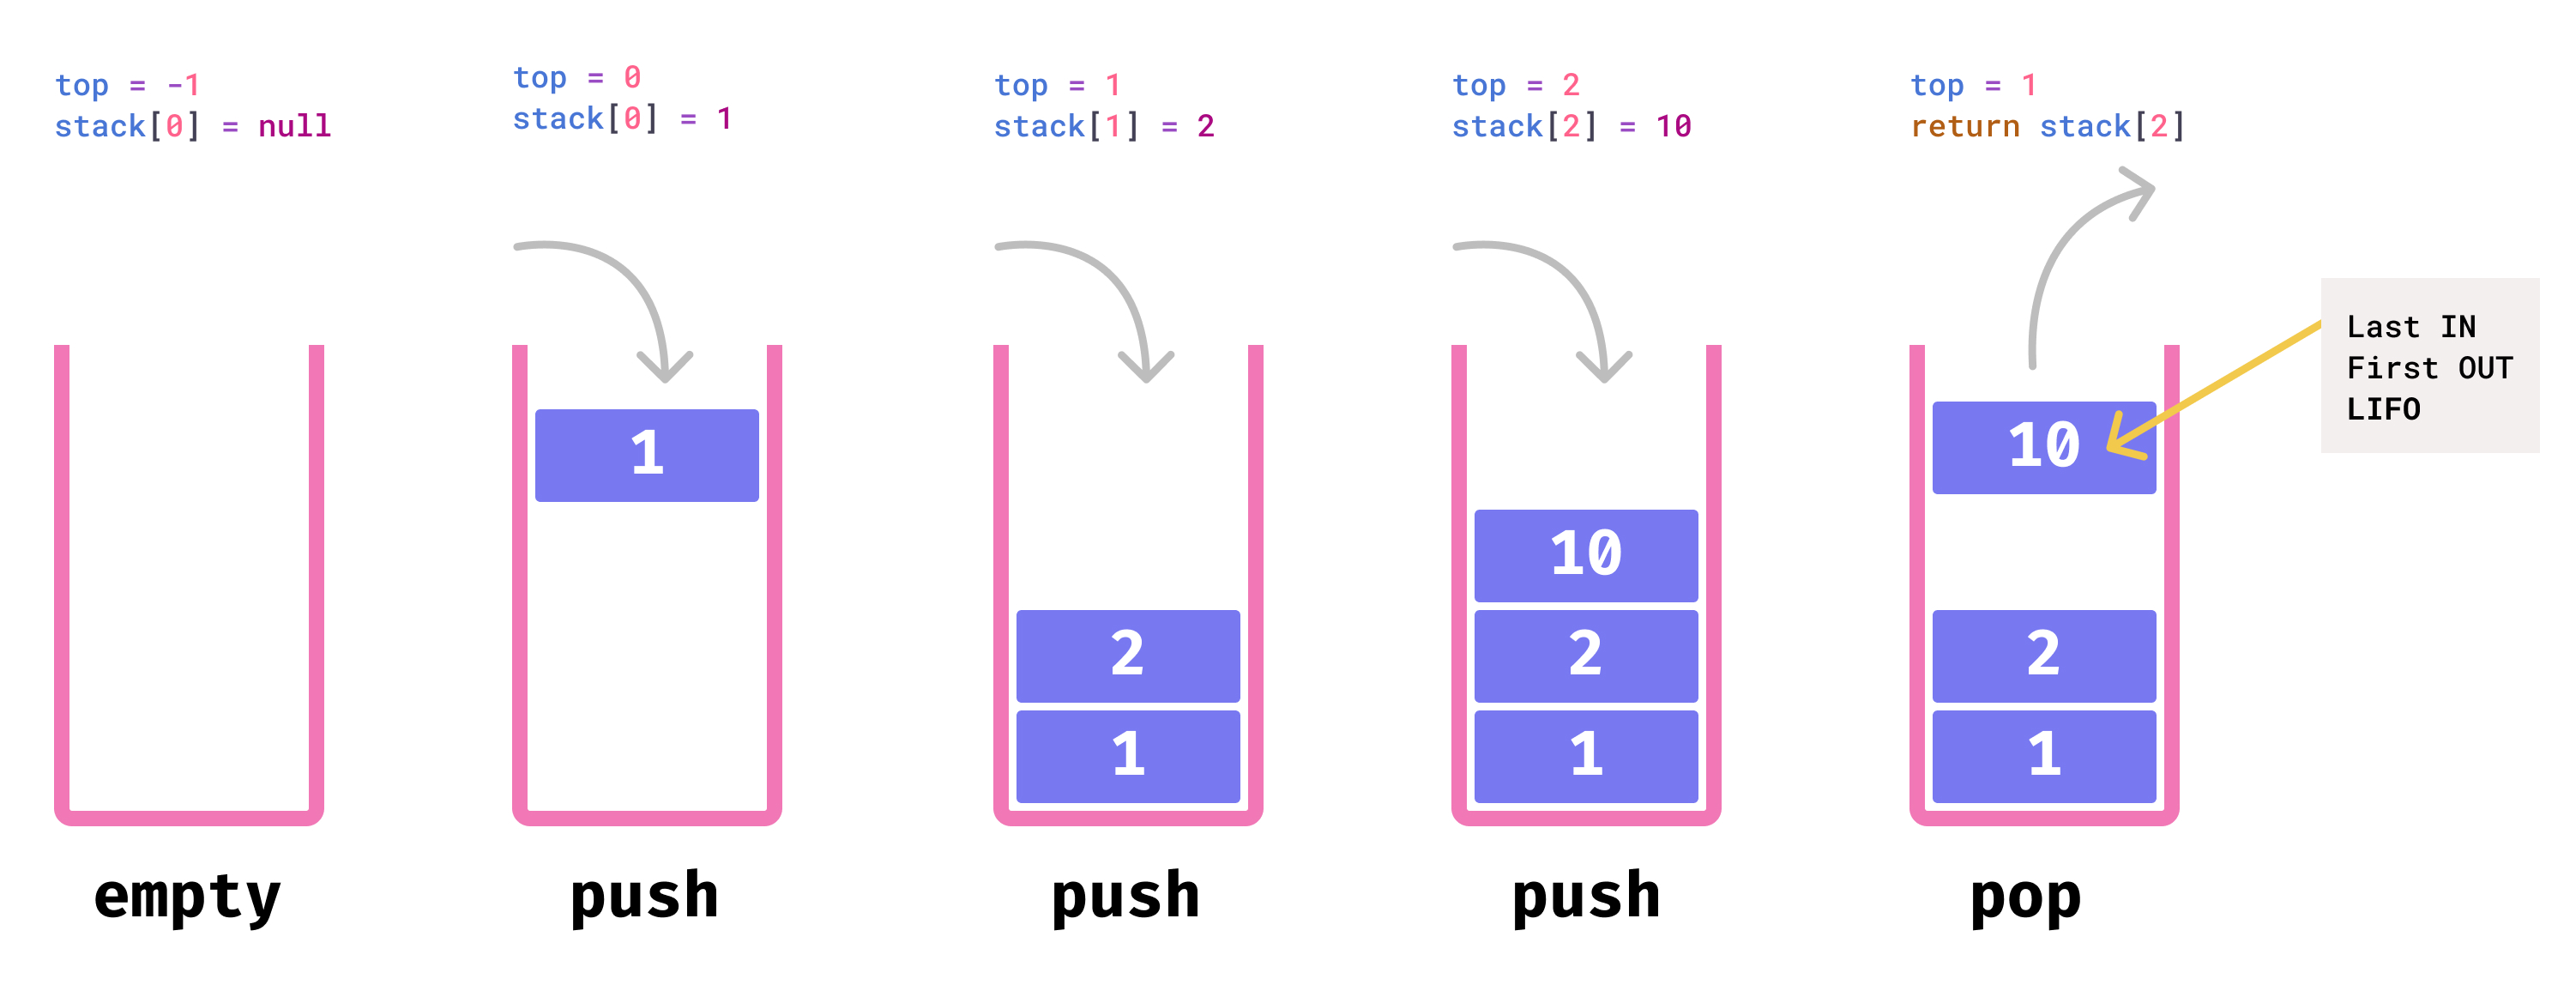 top = -1
stack[0] = null
top = 0
stack[0] = 1
top = 1
stack[1] = 2
top = 2
stack[2] = 10
top = 1
return stack[2]
Last IN
First OUT
LIFO
1
2
1
10
2
1
10
2
1
empty
push
push
push
pop